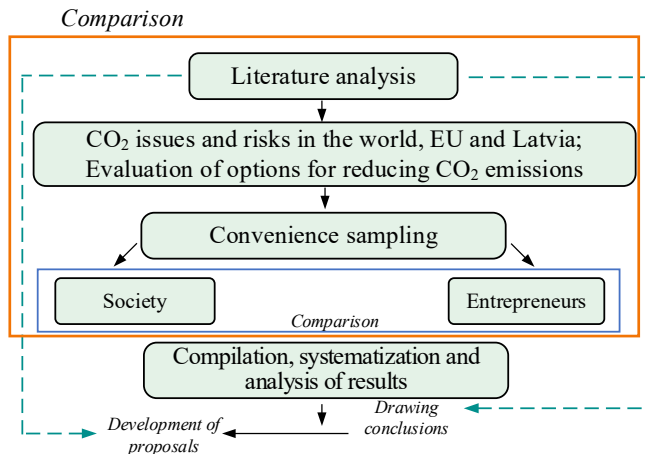 Comparison
Literature analysis
CO₂ issues and risks in the world, EU and Latvia;
Evaluation of options for reducing CO₂ emissions
Convenience sampling
Society
Entrepreneurs
Comparison
Compilation, systematization and
analysis of results
Drawing
conclusions
Development of
proposals